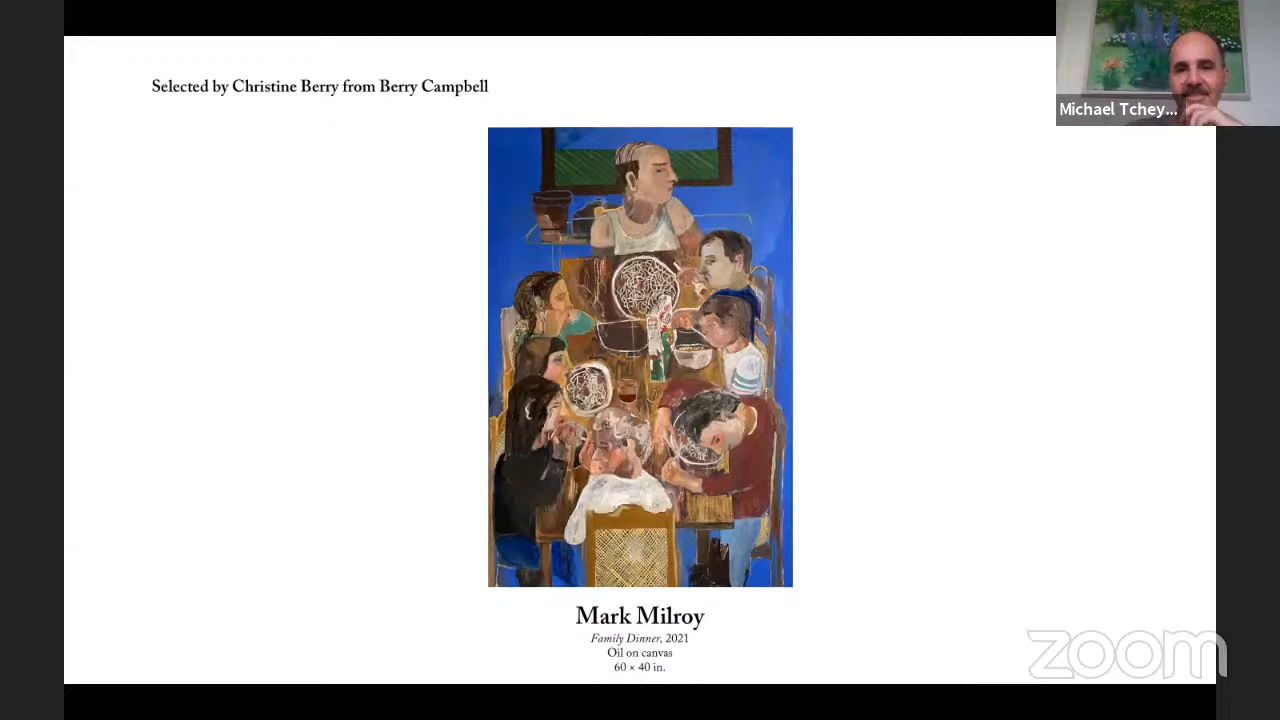 Selected by Christine Berry from Berry Campbell
Michael Tchey...
Mark Milroy
Family Dinner, 2021
Oil on canvas
60 × 40 in.
zoom